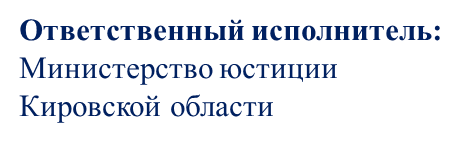 Ответственный исполнитель:
Министерство юстиции
Кировской области